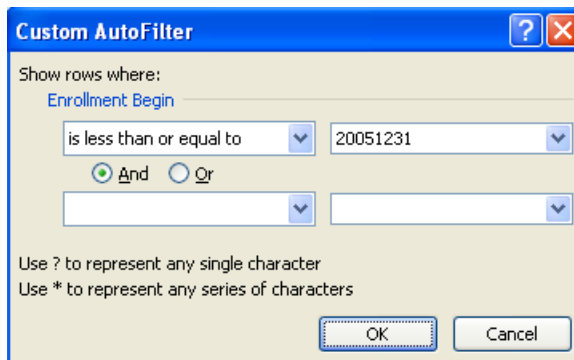 Custom AutoFilter
Show rows where:
Enrollment Begin
is less than or equal to 20051231
And Or
Use ? to represent any single character
Use * to represent any series of characters
OK Cancel